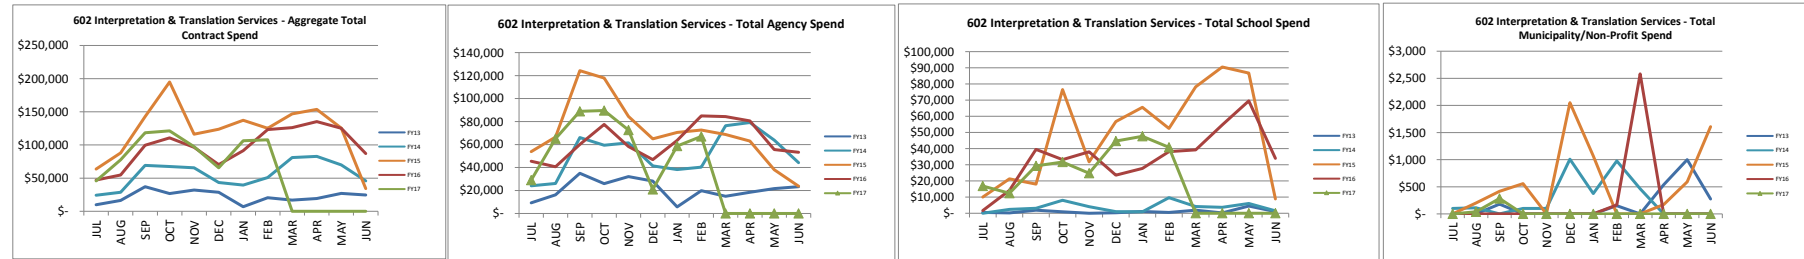 602 Interpretation & Translation Services - Aggregate Total
Contract Spend
$250,000
$200,000
$150,000
$100,000
$50,000
$-
JUL
AUG
SEP
OCT
NOV
DEC
JAN
FEB
MAR
APR
MAY
JUN
FY13
FY14
FY15
FY16
FY17
602 Interpretation & Translation Services - Total Agency Spend
$140,000
$120,000
$100,000
$80,000
$60,000
$40,000
$20,000
$-
JUL
AUG
SEP
OCT
NOV
DEC
JAN
FEB
MAR
APR
MAY
JUN
FY13
FY14
FY15
FY16
FY17
602 Interpretation & Translation Services - Total School Spend
$100,000
$90,000
$80,000
$70,000
$60,000
$50,000
$40,000
$30,000
$20,000
$10,000
$-
JUL
AUG
SEP
OCT
NOV
DEC
JAN
FEB
MAR
APR
MAY
JUN
FY13
FY14
FY15
FY16
FY17
602 Interpretation & Translation Services - Total
Municipality/Non-Profit Spend
$3,000
$2,500
$2,000
$1,500
$1,000
$500
$-
JUL
AUG
SEP
OCT
NOV
DEC
JAN
FEB
MAR
APR
MAY
JUN
FY13
FY14
FY15
FY16
FY17